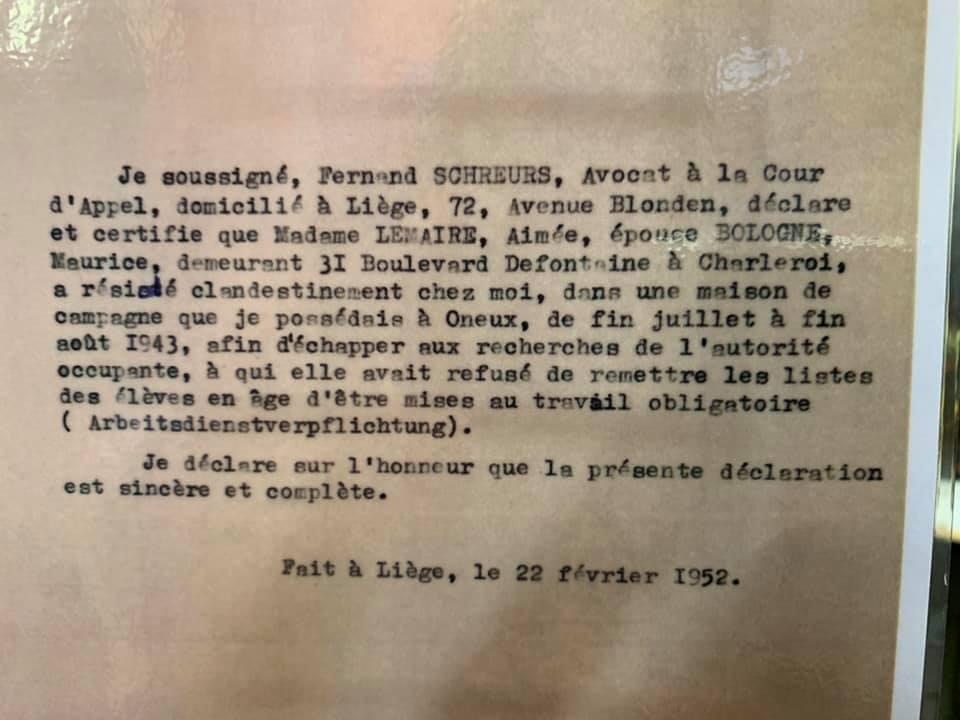 Je soussigné, Fernand SCHREURS, Avocat à la Cour
d'Appel, domicilié à Liège, 72, Avenue Blonden, déclare
et certifie que Madame LEMAIRE, Aimée, épouse BOLOGNE,
Maurice, demeurant 3I Boulevard Defontaine à Charleroi,
a résisté clandestinement chez moi, dans une maison de
campagne que je possédais à Oneux, de fin juillet à fin
août I943, afin d'échapper aux recherches de l'autorité
occupante, à qui elle avait refusé de remettre les listes
des élèves en âge d'être mises au travail obligatoire
( Arbeitsdienstverpflichtung).
Je déclare sur l'honneur que la présente déclaration
est sincère et complète.
Fait à Liège, le 22 février I952.